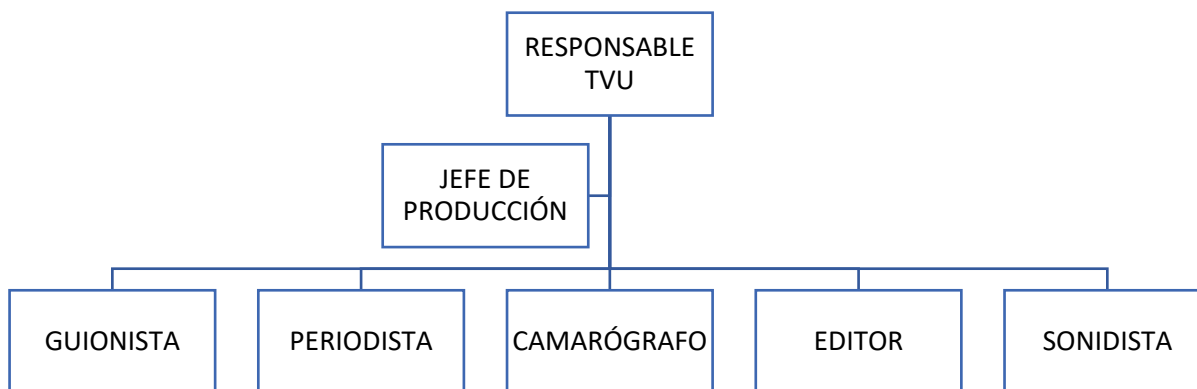 RESPONSABLE
TVU
JEFE DE
PRODUCCIÓN
GUIONISTA
PERIODISTA
CAMARÓGRAFO
EDITOR
SONIDISTA